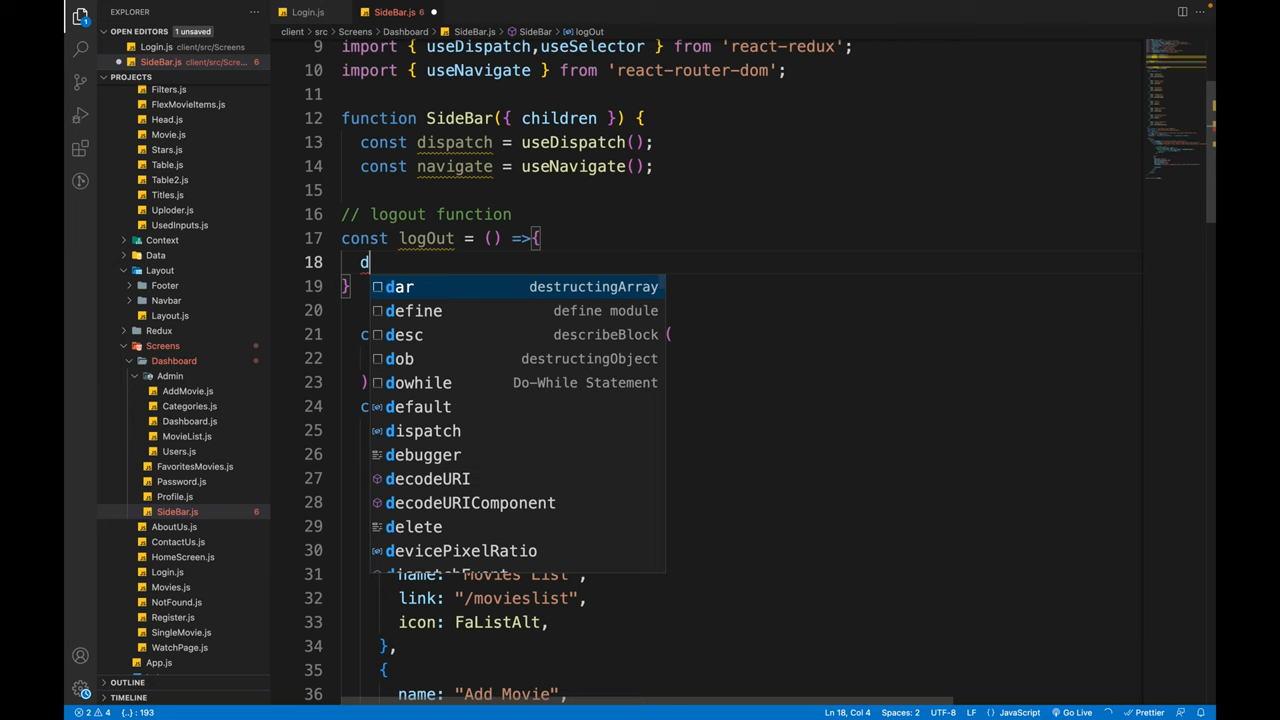 EXPLORER
OPEN EDITORS 1 unsaved
Login.js client/src/Screens
SideBar.js client/src/Scre... 6
PROJECTS
Filters.js
FlexMovieItems.js
Head.js
Movie.js
Stars.js
Table.js
Table2.js
Titles.js
Uploder.js
UsedInputs.js
Context
Data
Layout
Footer
Navbar
Layout.js
Redux
Screens
Dashboard
Admin
AddMovie.js
Categories.js
Dashboard.js
MovieList.js
Users.js
FavoritesMovies.js
Password.js
Profile.js
SideBar.js 6
AboutUs.js
ContactUs.js
HomeScreen.js
Login.js
Movies.js
NotFound.js
Register.js
SingleMovie.js
WatchPage.js
App.js
OUTLINE
TIMELINE
Login.js
SideBar.js 6
client > src > Screens > Dashboard > SideBar.js > SideBar > logOut
9 import { useDispatch,useSelector } from 'react-redux';
10 import { useNavigate } from 'react-router-dom';
11
12 function SideBar({ children }) {
13 const dispatch = useDispatch();
14 const navigate = useNavigate();
15
16 // logout function
17 const logOut = () =>{
18 d
19 }
dar destructingArray
20 define define module
21 c desc describeBlock (
22 dob destructingObject
23 ) dowhile Do-While Statement
24 c default
25 dispatch
26 debugger
27 decodeURI
28 decodeURIComponent
29 delete
30 devicePixelRatio
31 name: "Movies List",
32 link: "/movieslist",
33 icon: FaListAlt,
34 },
35 {
36 name: "Add Movie",
2 4 {..} : 193
Ln 18, Col 4 Spaces: 2 UTF-8 LF {} JavaScript Go Live Prettier